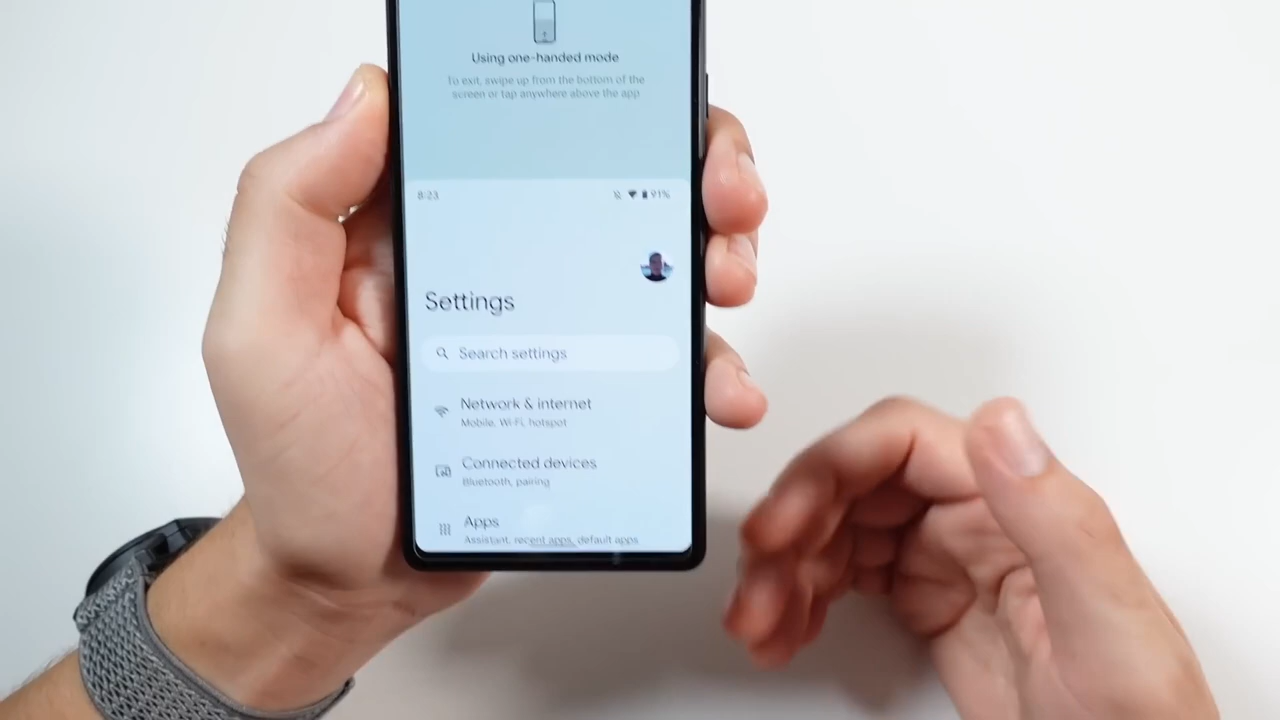 Using one-handed mode
To exit, swipe up from the bottom of the
screen or tap anywhere above the app
8:23
91%
Settings
Search settings
Network & internet
Mobile, Wi-Fi, hotspot
Connected devices
Bluetooth, pairing
Apps
Assistant, recent apps, default apps